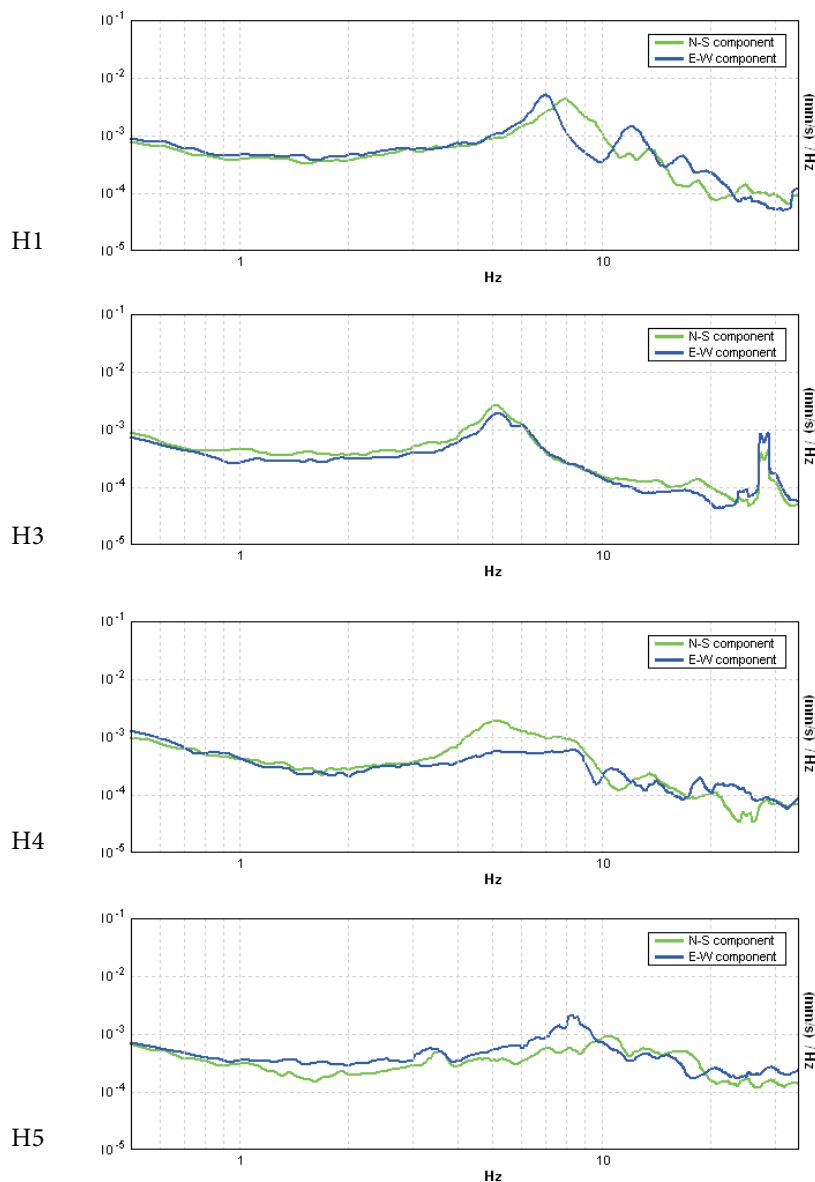 10⁻¹
10⁻²
10⁻³
10⁻⁴
10⁻⁵
N-S component
E-W component
(mm/s) / Hz
1 10
Hz
H1
10⁻¹
10⁻²
10⁻³
10⁻⁴
10⁻⁵
N-S component
E-W component
(mm/s) / Hz
1 10
Hz
H3
10⁻¹
10⁻²
10⁻³
10⁻⁴
10⁻⁵
N-S component
E-W component
(mm/s) / Hz
1 10
Hz
H4
10⁻¹
10⁻²
10⁻³
10⁻⁴
10⁻⁵
N-S component
E-W component
(mm/s) / Hz
1 10
Hz
H5